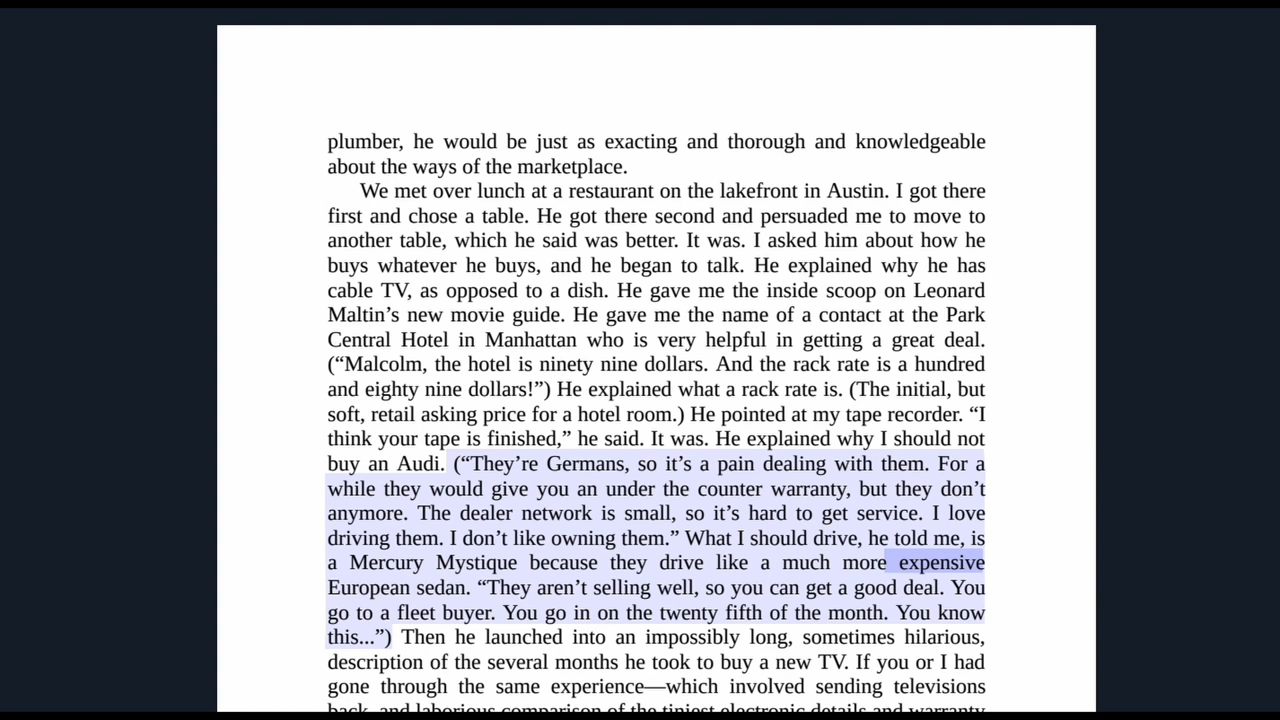 plumber, he would be just as exacting and thorough and knowledgeable
about the ways of the marketplace.
We met over lunch at a restaurant on the lakefront in Austin. I got there
first and chose a table. He got there second and persuaded me to move to
another table, which he said was better. It was. I asked him about how he
buys whatever he buys, and he began to talk. He explained why he has
cable TV, as opposed to a dish. He gave me the inside scoop on Leonard
Maltin’s new movie guide. He gave me the name of a contact at the Park
Central Hotel in Manhattan who is very helpful in getting a great deal.
(“Malcolm, the hotel is ninety nine dollars. And the rack rate is a hundred
and eighty nine dollars!”) He explained what a rack rate is. (The initial, but
soft, retail asking price for a hotel room.) He pointed at my tape recorder. “I
think your tape is finished,” he said. It was. He explained why I should not
buy an Audi. (“They’re Germans, so it’s a pain dealing with them. For a
while they would give you an under the counter warranty, but they don’t
anymore. The dealer network is small, so it’s hard to get service. I love
driving them. I don’t like owning them.” What I should drive, he told me, is
a Mercury Mystique because they drive like a much more expensive
European sedan. “They aren’t selling well, so you can get a good deal. You
go to a fleet buyer. You go in on the twenty fifth of the month. You know
this...”) Then he launched into an impossibly long, sometimes hilarious,
description of the several months he took to buy a new TV. If you or I had
gone through the same experience—which involved sending televisions
back, and laborious comparison of the tiniest electronic details and warranty